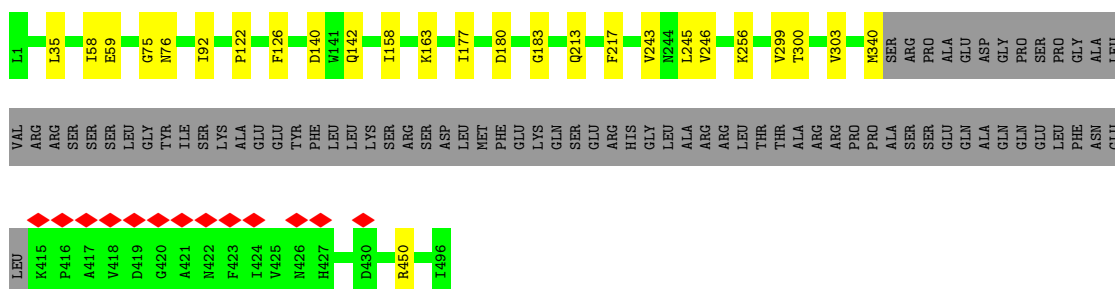 L1 L35 I58 E59 G75 N76 I92 P122 F126 D140 W141 Q142 I158 K163 I177 D180 G183 Q213 F217 V243 N244 L245 V246 K256 V299 T300 V303 M340 SER ARG PRO ALA GLU ASP GLY PRO SER PRO GLY ALA LEU
VAL ARG ARG SER SER SER LEU GLY TYR ILE SER LYS ALA GLU GLU TYR PHE LEU LEU LYS SER ARG SER ASP LEU MET PHE GLU LYS GLN SER GLU ARG HIS GLY LEU ALA ARG ARG LEU THR THR ALA ARG ARG PRO PRO ALA SER SER GLU GLN ALA GLN GLN GLU LEU PHE ASN GLU
LEU K415 P416 A417 V418 D419 G420 A421 N422 F423 I424 V425 N426 H427 D430 R450 I496